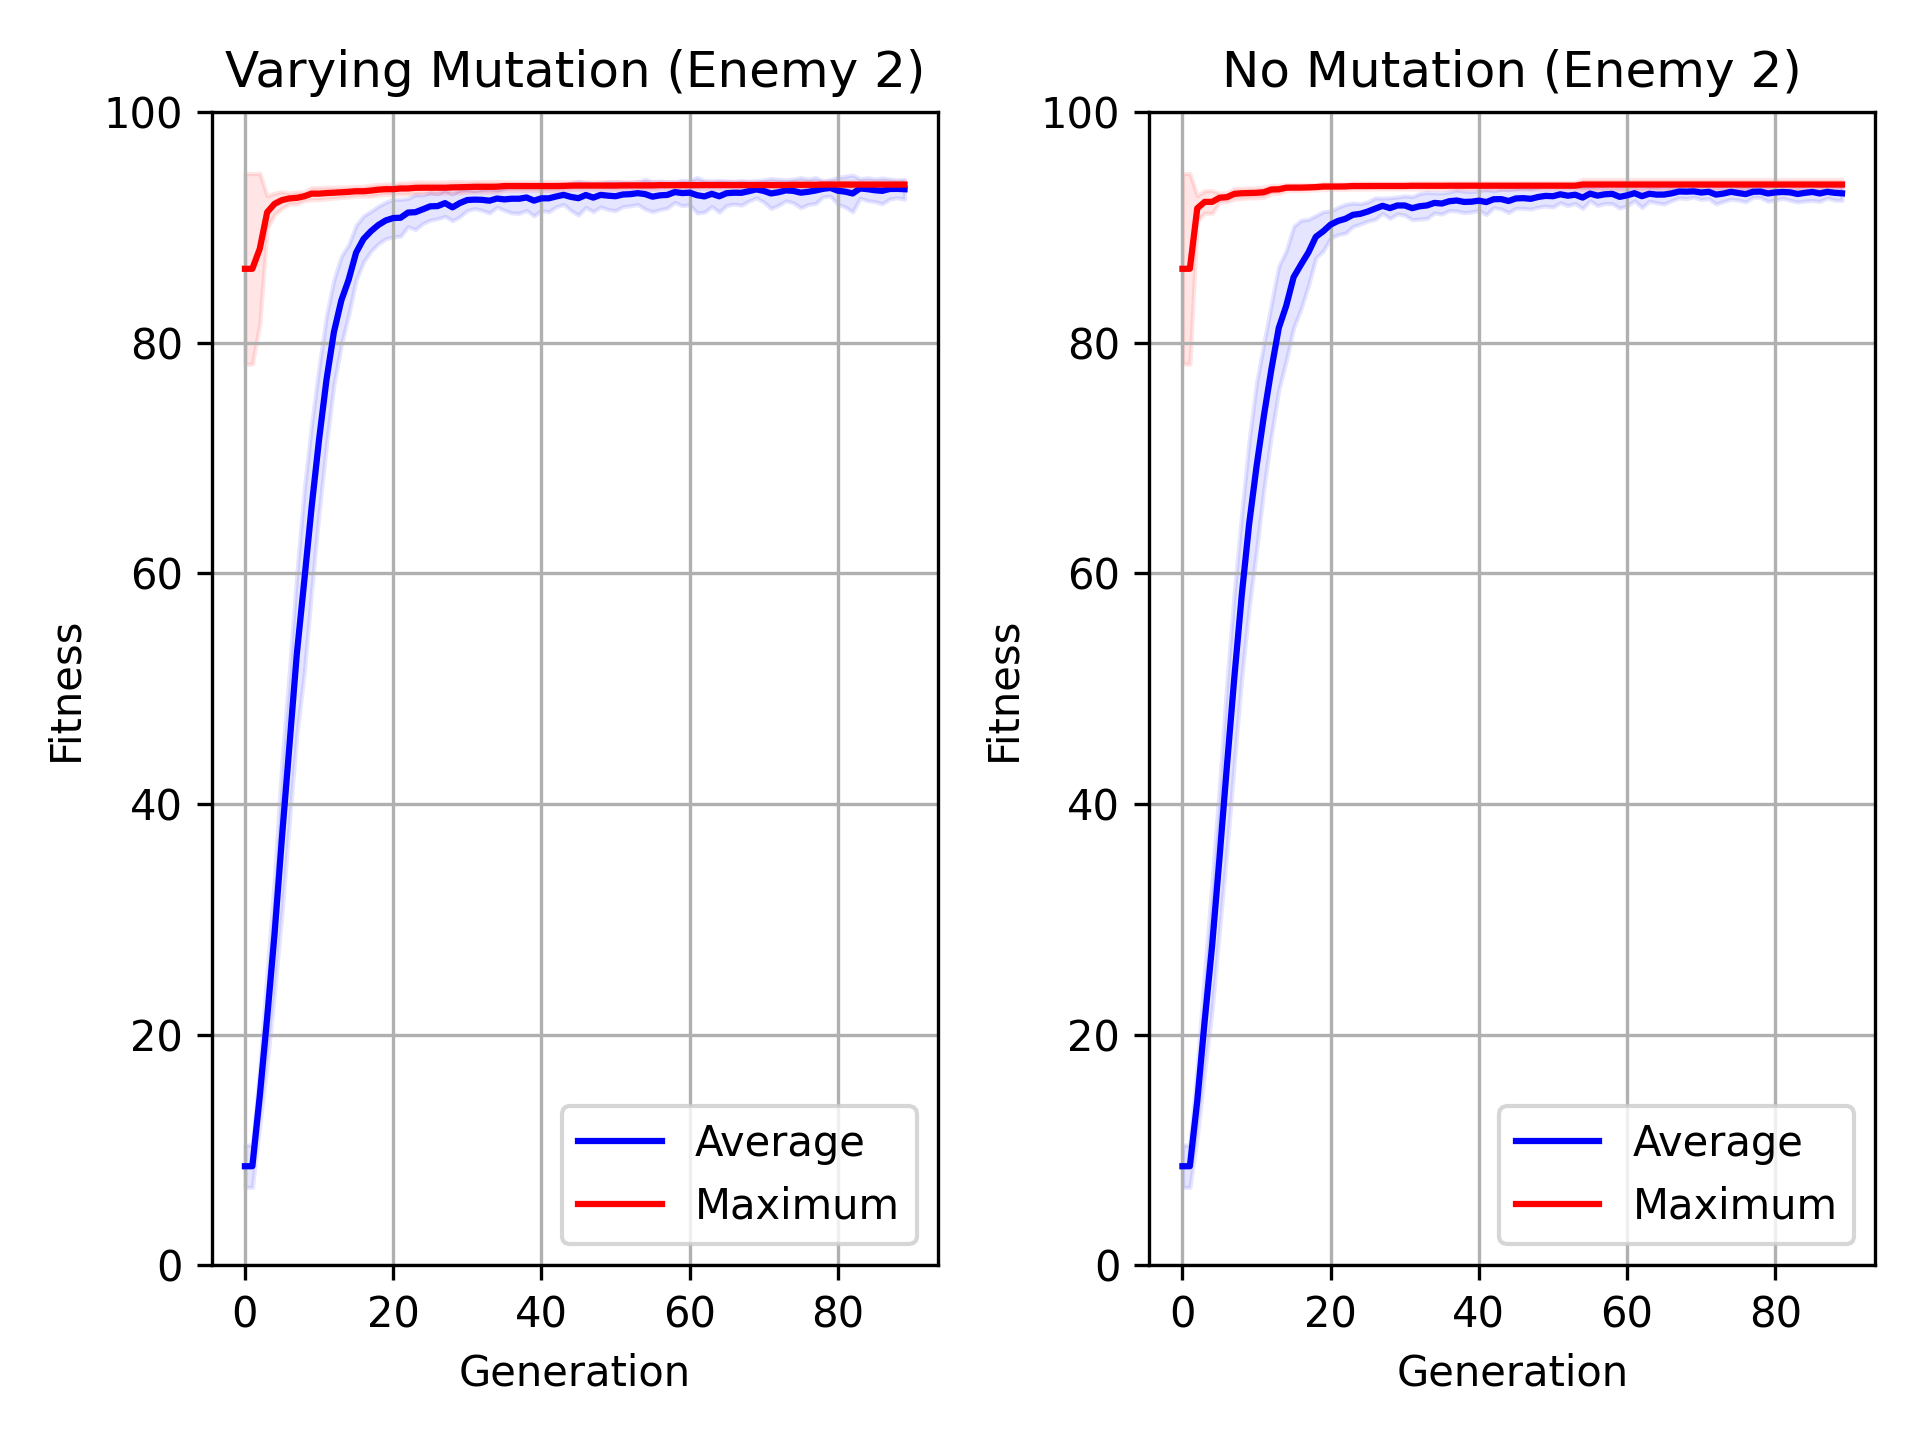 Varying Mutation (Enemy 2)
100
80
60
40
20
0
Fitness
0 20 40 60 80
Generation
Average
Maximum
No Mutation (Enemy 2)
100
80
60
40
20
0
Fitness
0 20 40 60 80
Generation
Average
Maximum